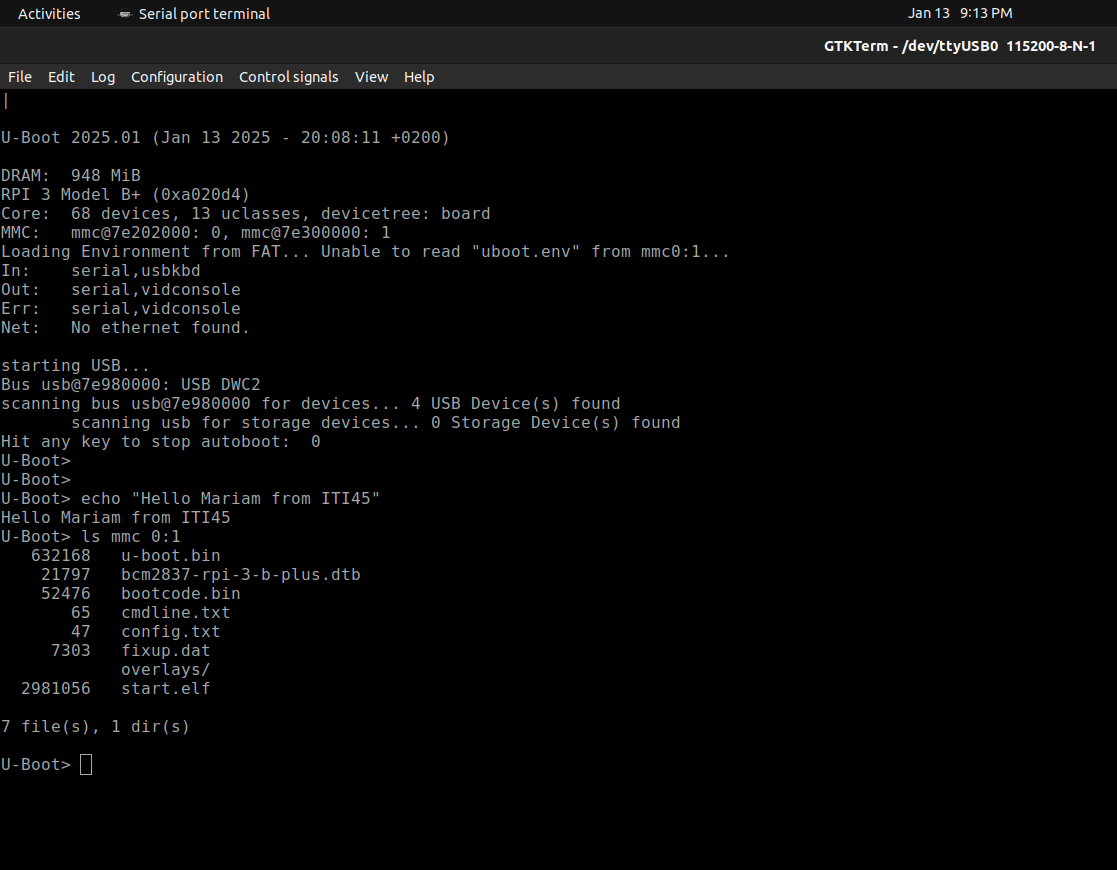 Activities Serial port terminal Jan 13 9:13 PM
GTKTerm - /dev/ttyUSB0 115200-8-N-1
File Edit Log Configuration Control signals View Help
U-Boot 2025.01 (Jan 13 2025 - 20:08:11 +0200)
DRAM:  948 MiB
RPI 3 Model B+ (0xa020d4)
Core:  68 devices, 13 uclasses, devicetree: board
MMC:   mmc@7e202000: 0, mmc@7e300000: 1
Loading Environment from FAT... Unable to read "uboot.env" from mmc0:1...
In:    serial,usbkbd
Out:   serial,vidconsole
Err:   serial,vidconsole
Net:   No ethernet found.
starting USB...
Bus usb@7e980000: USB DWC2
scanning bus usb@7e980000 for devices... 4 USB Device(s) found
       scanning usb for storage devices... 0 Storage Device(s) found
Hit any key to stop autoboot:  0
U-Boot>
U-Boot>
U-Boot> echo "Hello Mariam from ITI45"
Hello Mariam from ITI45
U-Boot> ls mmc 0:1
   632168   u-boot.bin
    21797   bcm2837-rpi-3-b-plus.dtb
    52476   bootcode.bin
       65   cmdline.txt
       47   config.txt
     7303   fixup.dat
            overlays/
  2981056   start.elf
7 file(s), 1 dir(s)
U-Boot>